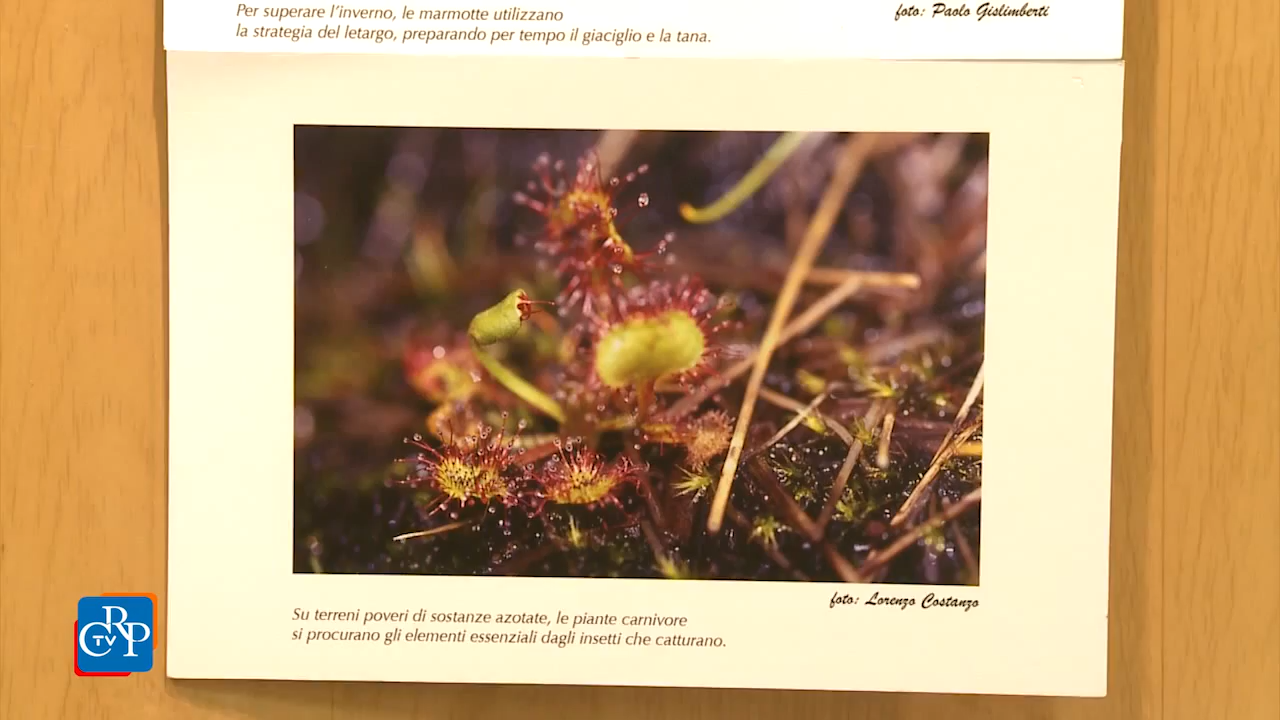 Per superare l'inverno, le marmotte utilizzano
la strategia del letargo, preparando per tempo il giaciglio e la tana.
foto: Paolo Gislimberti
foto: Lorenzo Costanzo
Su terreni poveri di sostanze azotate, le piante carnivore
si procurano gli elementi essenziali dagli insetti che catturano.
CRP
TV